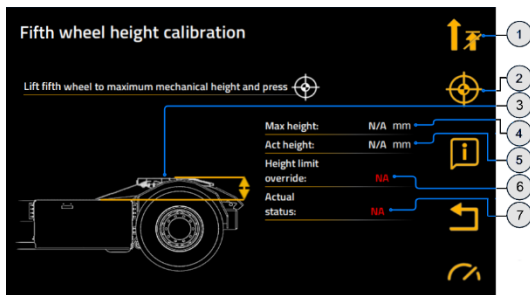 Fifth wheel height calibration
1
Lift fifth wheel to maximum mechanical height and press
2
3
Max height: N/A mm
4
Act height: N/A mm
5
Height limit
override: NA
6
Actual
status: NA
7